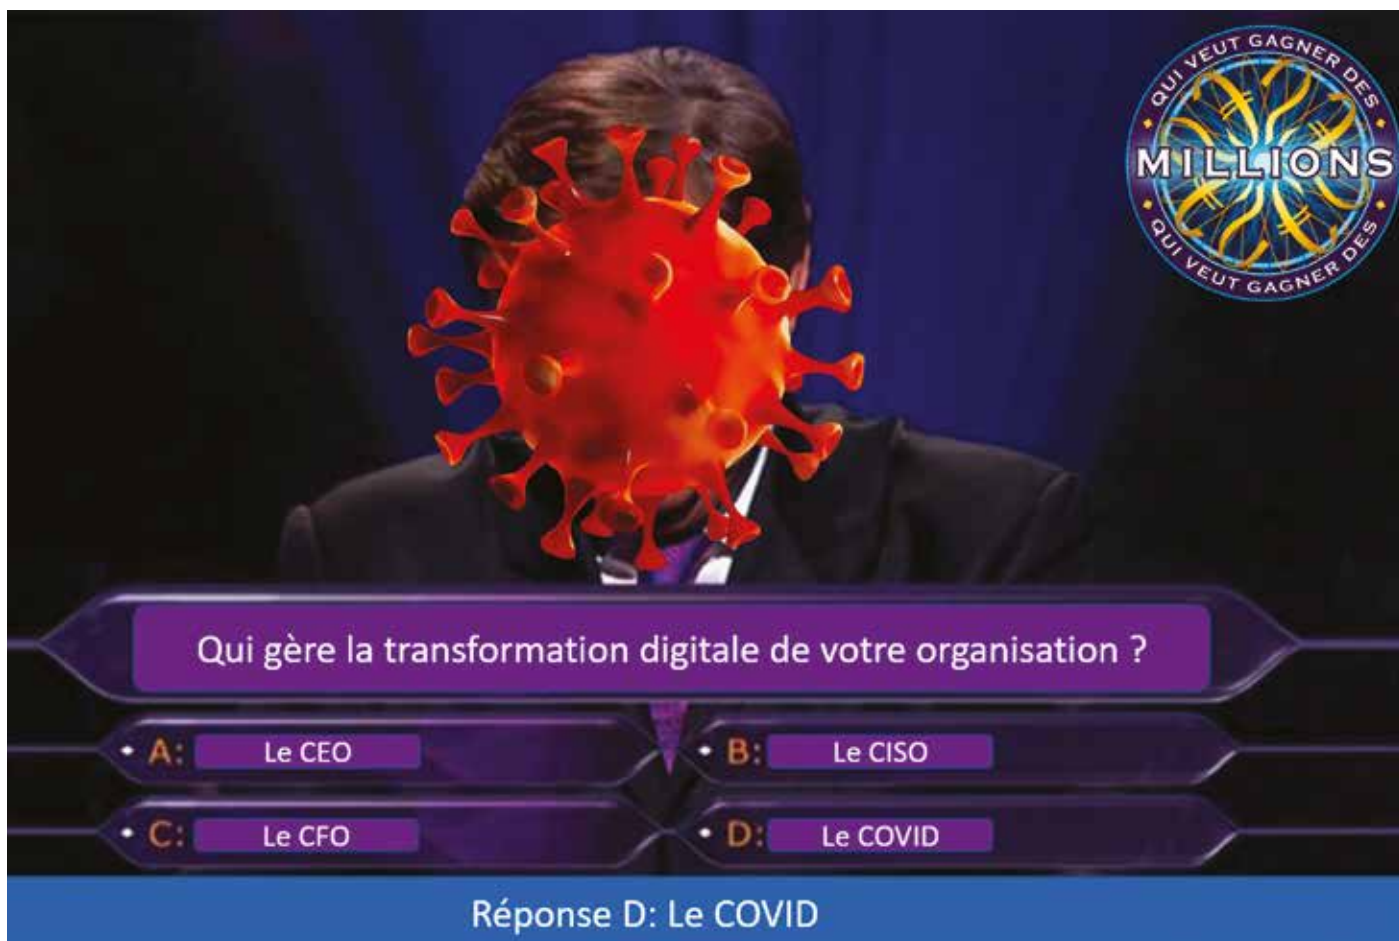 QUI VEUT GAGNER DES
MILLIONS
QUI VEUT GAGNER DES
Qui gère la transformation digitale de votre organisation ?
A: Le CEO
B: Le CISO
C: Le CFO
D: Le COVID
Réponse D: Le COVID